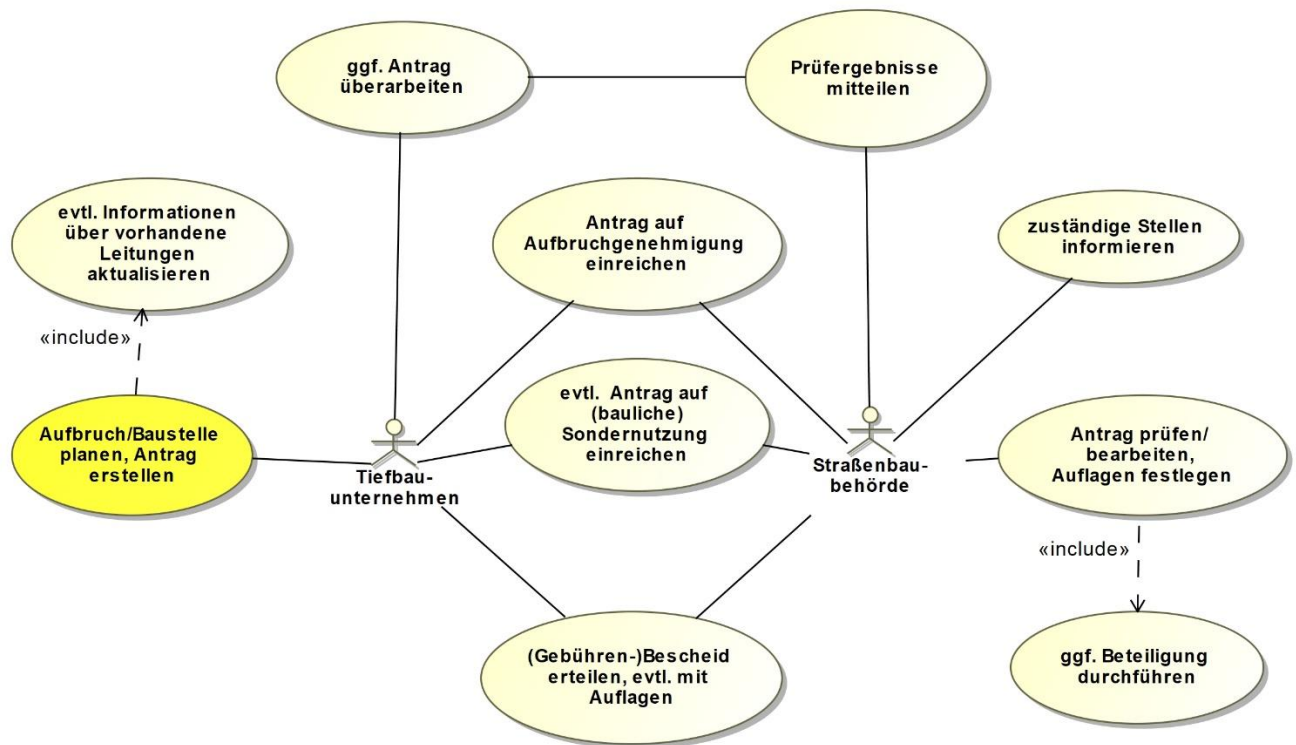 ggf. Antrag
überarbeiten
Prüfergebnisse
mitteilen
evtl. Informationen
über vorhandene
Leitungen
aktualisieren
Antrag auf
Aufbruchgenehmigung
einreichen
zuständige Stellen
informieren
«include»
Aufbruch/Baustelle
planen, Antrag
erstellen
Tiefbau-
unternehmen
evtl. Antrag auf
(bauliche)
Sondernutzung
einreichen
Straßenbau-
behörde
Antrag prüfen/
bearbeiten,
Auflagen festlegen
«include»
(Gebühren-)Bescheid
erteilen, evtl. mit
Auflagen
ggf. Beteiligung
durchführen